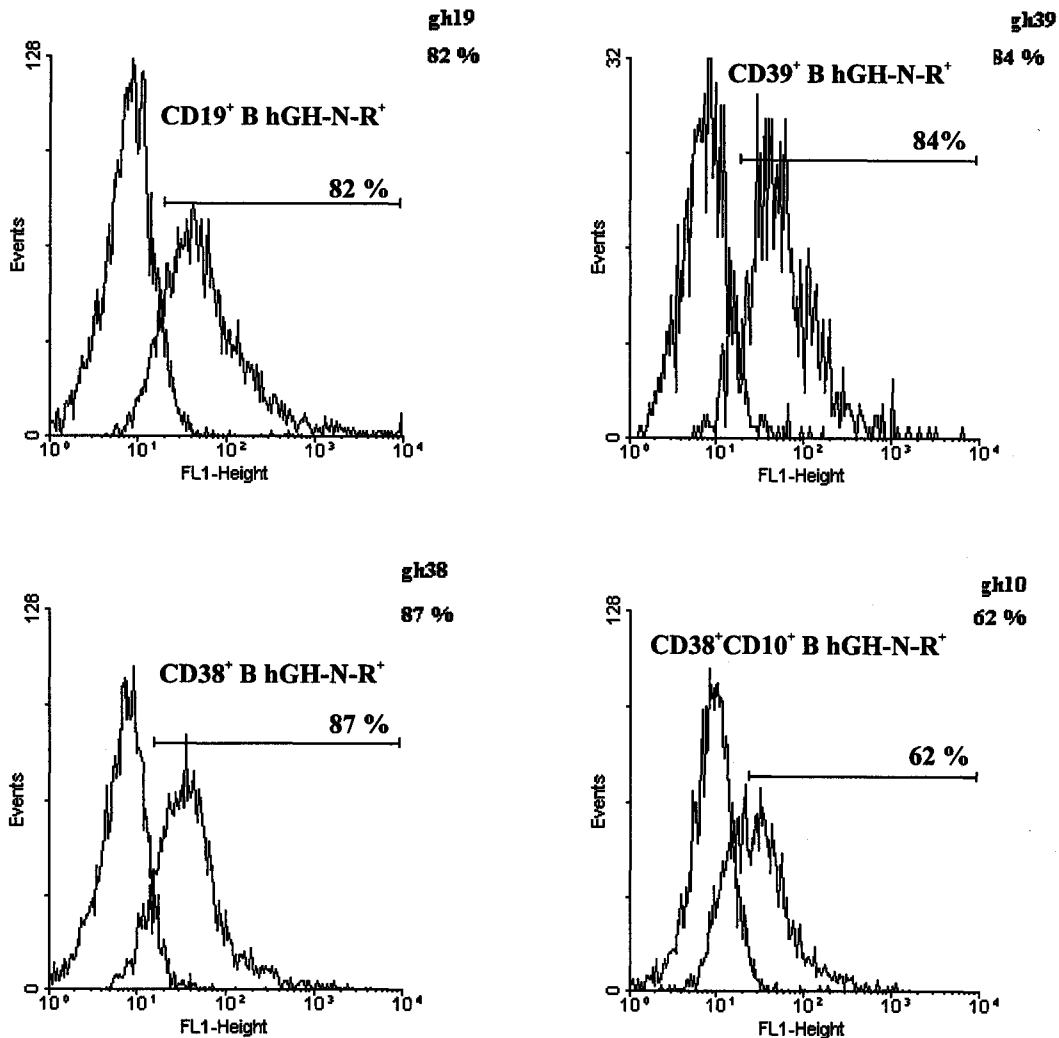 gh19
82 %
128
CD19⁺ B hGH-N-R⁺
82 %
Events
0
10⁰ 10¹ 10² 10³ 10⁴
FL1-Height
gh39
84 %
32
CD39⁺ B hGH-N-R⁺
84%
Events
0
10⁰ 10¹ 10² 10³ 10⁴
FL1-Height
gh38
87 %
128
CD38⁺ B hGH-N-R⁺
87 %
Events
0
10⁰ 10¹ 10² 10³ 10⁴
FL1-Height
gh10
62 %
128
CD38⁺CD10⁺ B hGH-N-R⁺
62 %
Events
0
10⁰ 10¹ 10² 10³ 10⁴
FL1-Height